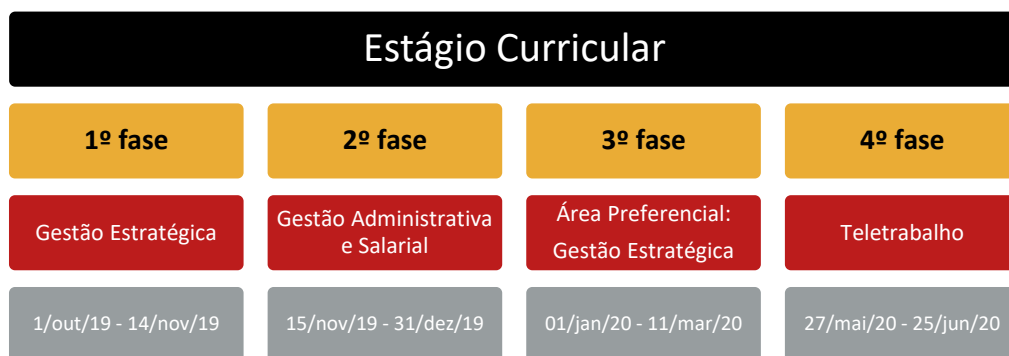 Estágio Curricular
1º fase
2º fase
3º fase
4º fase
Gestão Estratégica
Gestão Administrativa
e Salarial
Área Preferencial:
Gestão Estratégica
Teletrabalho
1/out/19 - 14/nov/19
15/nov/19 - 31/dez/19
01/jan/20 - 11/mar/20
27/mai/20 - 25/jun/20